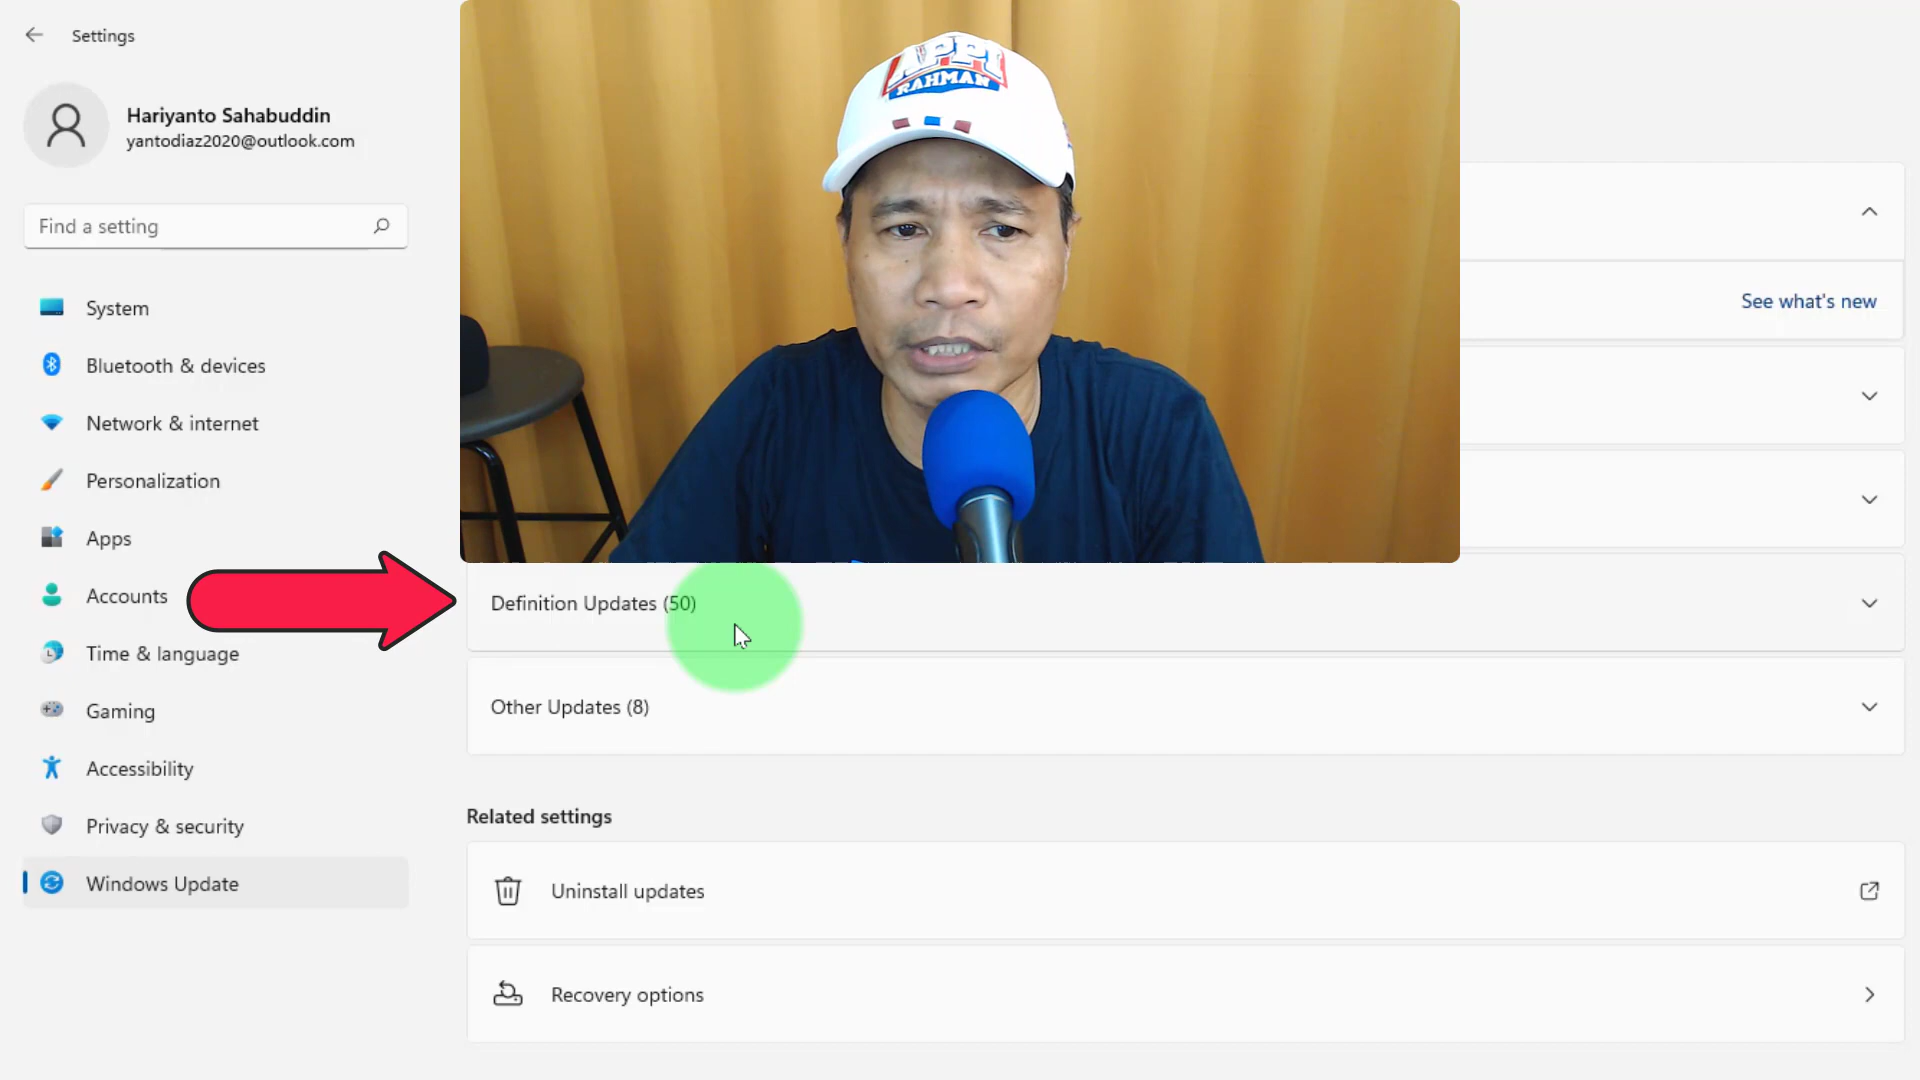 Settings
Hariyanto Sahabuddin
yantodiaz2020@outlook.com
Find a setting
System
Bluetooth & devices
Network & internet
Personalization
Apps
Accounts
Time & language
Gaming
Accessibility
Privacy & security
Windows Update
APPI
RAHMAN
See what's new
Definition Updates (50)
Other Updates (8)
Related settings
Uninstall updates
Recovery options